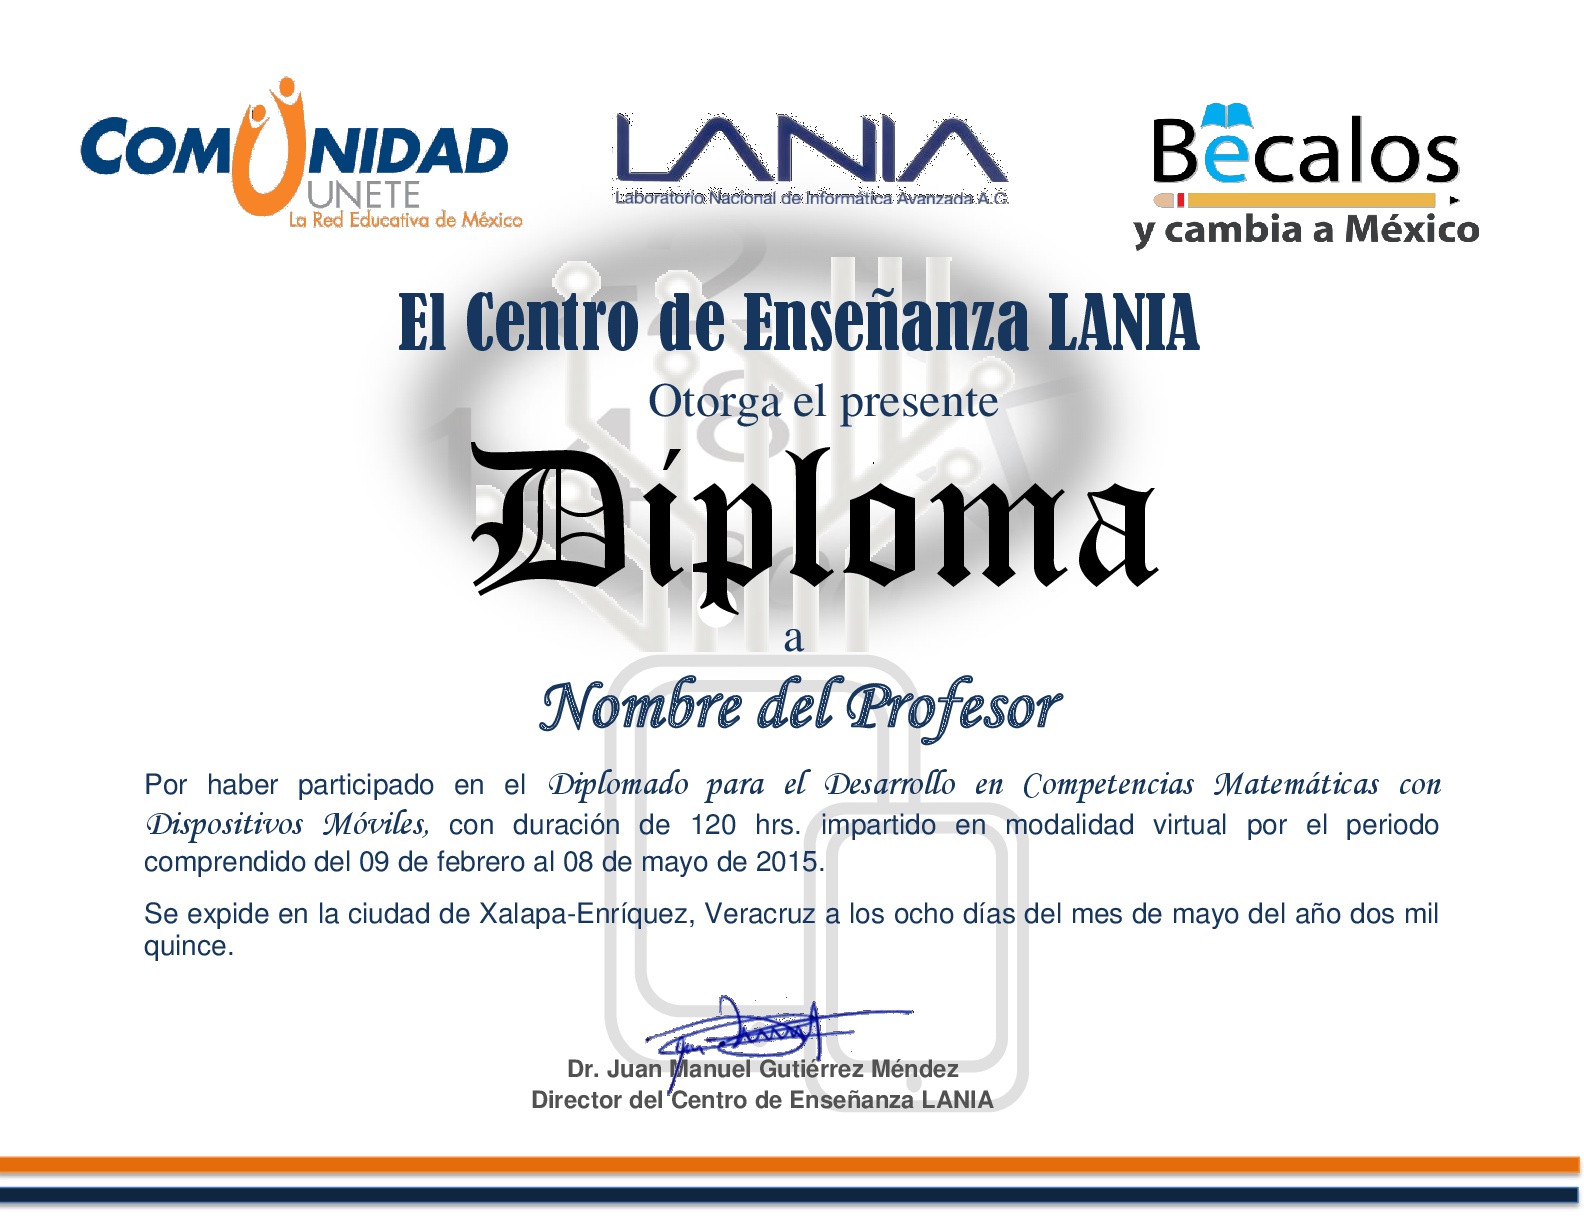 COMUNIDAD
UNETE
La Red Educativa de México
LANIA
Laboratorio Nacional de Informática Avanzada A.C.
Bécalos
y cambia a México
El Centro de Enseñanza LANIA
Otorga el presente
Diploma
a
Nombre del Profesor
Por haber participado en el Diplomado para el Desarrollo en Competencias Matemáticas con
Dispositivos Móviles, con duración de 120 hrs. impartido en modalidad virtual por el periodo
comprendido del 09 de febrero al 08 de mayo de 2015.
Se expide en la ciudad de Xalapa-Enríquez, Veracruz a los ocho días del mes de mayo del año dos mil
quince.
Dr. Juan Manuel Gutiérrez Méndez
Director del Centro de Enseñanza LANIA